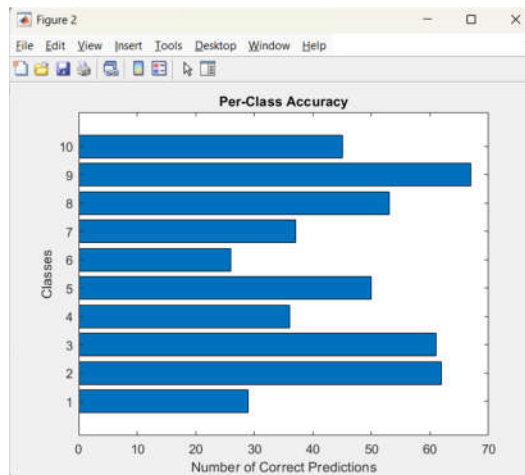 Figure 2
File Edit View Insert Tools Desktop Window Help
Per-Class Accuracy
10
9
8
7
6
5
4
3
2
1
Classes
0 10 20 30 40 50 60 70
Number of Correct Predictions